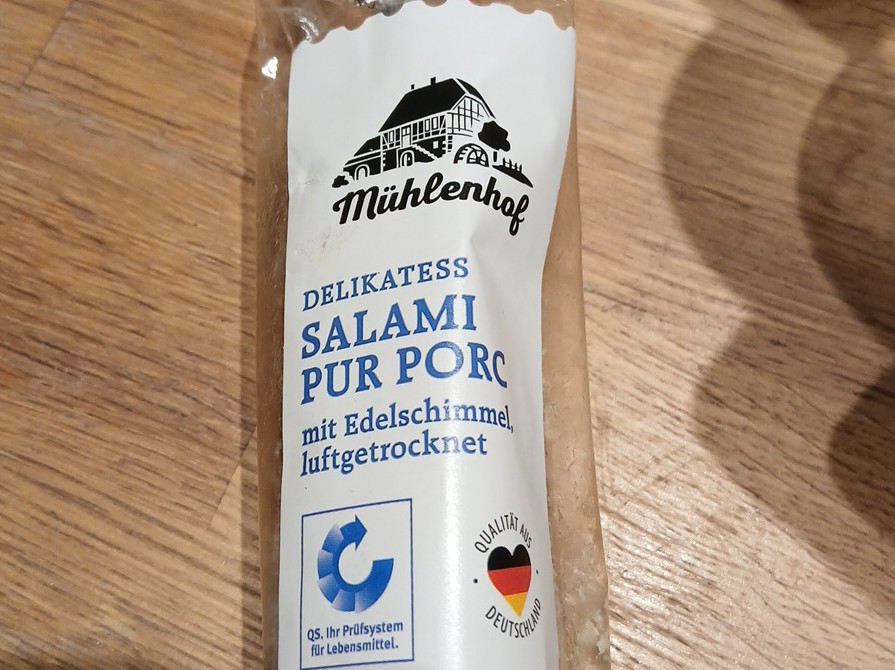 Mühlenhof
DELIKATESS
SALAMI
PUR PORC
mit Edelschimmel,
luftgetrocknet
QS. Ihr Prüfsystem
für Lebensmittel.
QUALITÄT AUS
DEUTSCHLAND